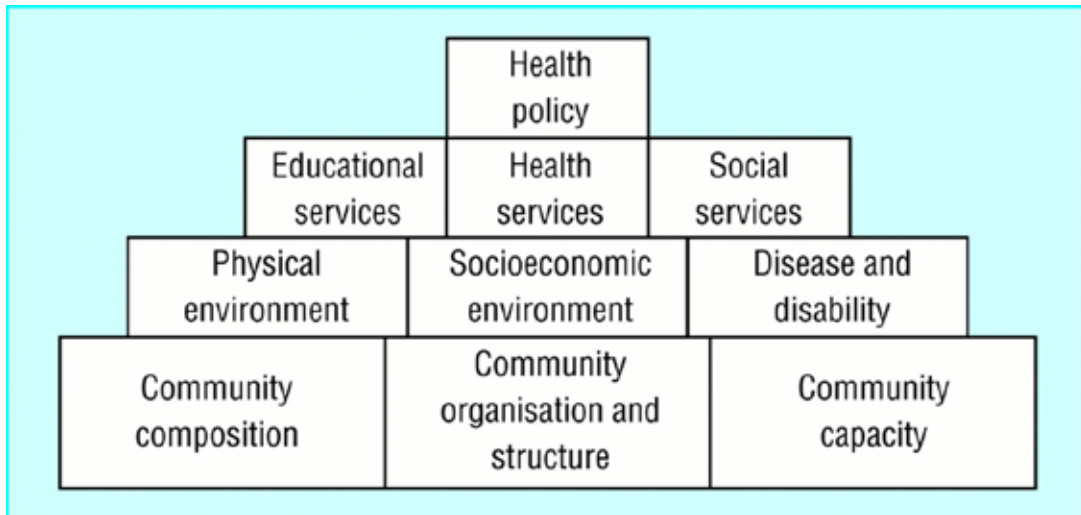 Health
policy
Educational
services
Health
services
Social
services
Physical
environment
Socioeconomic
environment
Disease and
disability
Community
composition
Community
organisation and
structure
Community
capacity